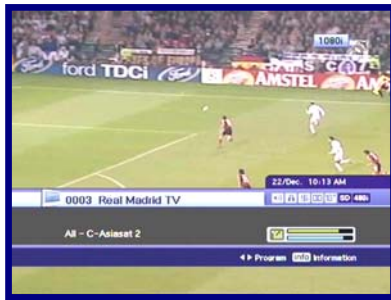 1080i
ford TDCi Ford
AMSTEL
22/Dec. 10:13 AM
0003 Real Madrid TV
SD 480i
All - C-Asiasat 2
Program info Information